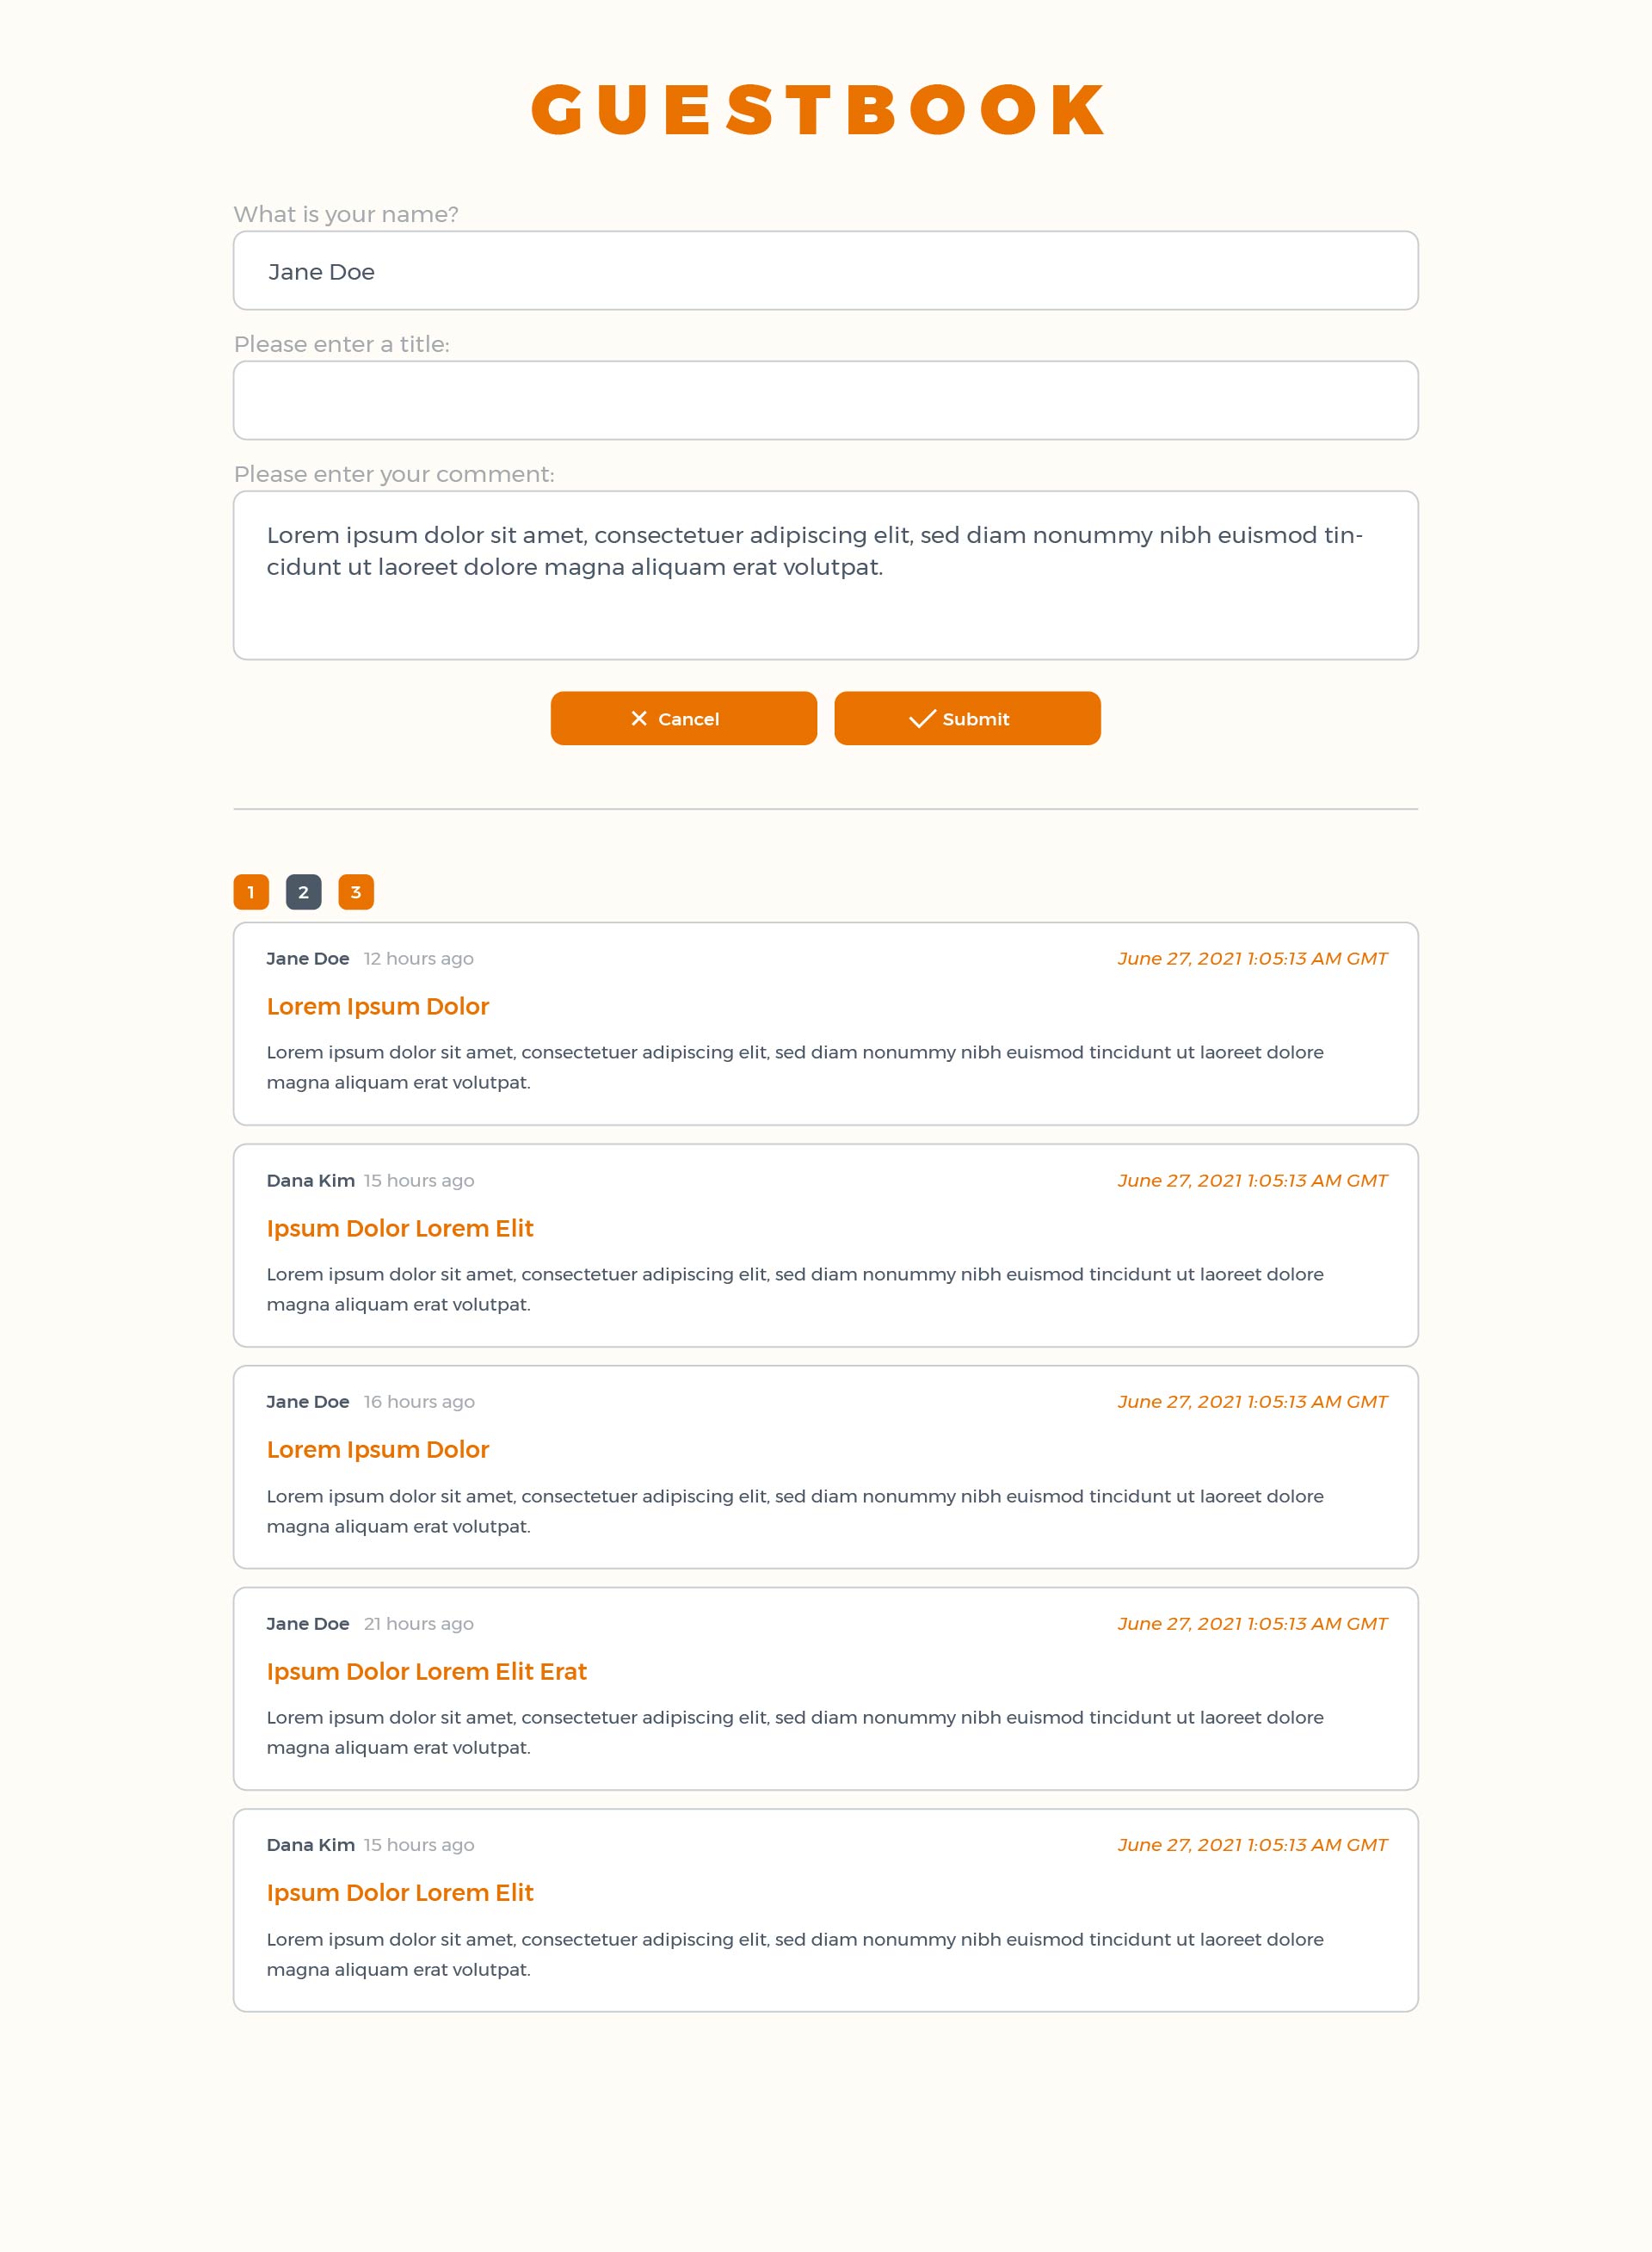 GUESTBOOK
What is your name?
Jane Doe
Please enter a title:
Please enter your comment:
Lorem ipsum dolor sit amet, consectetuer adipiscing elit, sed diam nonummy nibh euismod tin-
cidunt ut laoreet dolore magna aliquam erat volutpat.
Cancel Submit
1 2 3
Jane Doe 12 hours ago June 27, 2021 1:05:13 AM GMT
Lorem Ipsum Dolor
Lorem ipsum dolor sit amet, consectetuer adipiscing elit, sed diam nonummy nibh euismod tincidunt ut laoreet dolore
magna aliquam erat volutpat.
Dana Kim 15 hours ago June 27, 2021 1:05:13 AM GMT
Ipsum Dolor Lorem Elit
Lorem ipsum dolor sit amet, consectetuer adipiscing elit, sed diam nonummy nibh euismod tincidunt ut laoreet dolore
magna aliquam erat volutpat.
Jane Doe 16 hours ago June 27, 2021 1:05:13 AM GMT
Lorem Ipsum Dolor
Lorem ipsum dolor sit amet, consectetuer adipiscing elit, sed diam nonummy nibh euismod tincidunt ut laoreet dolore
magna aliquam erat volutpat.
Jane Doe 21 hours ago June 27, 2021 1:05:13 AM GMT
Ipsum Dolor Lorem Elit Erat
Lorem ipsum dolor sit amet, consectetuer adipiscing elit, sed diam nonummy nibh euismod tincidunt ut laoreet dolore
magna aliquam erat volutpat.
Dana Kim 15 hours ago June 27, 2021 1:05:13 AM GMT
Ipsum Dolor Lorem Elit
Lorem ipsum dolor sit amet, consectetuer adipiscing elit, sed diam nonummy nibh euismod tincidunt ut laoreet dolore
magna aliquam erat volutpat.